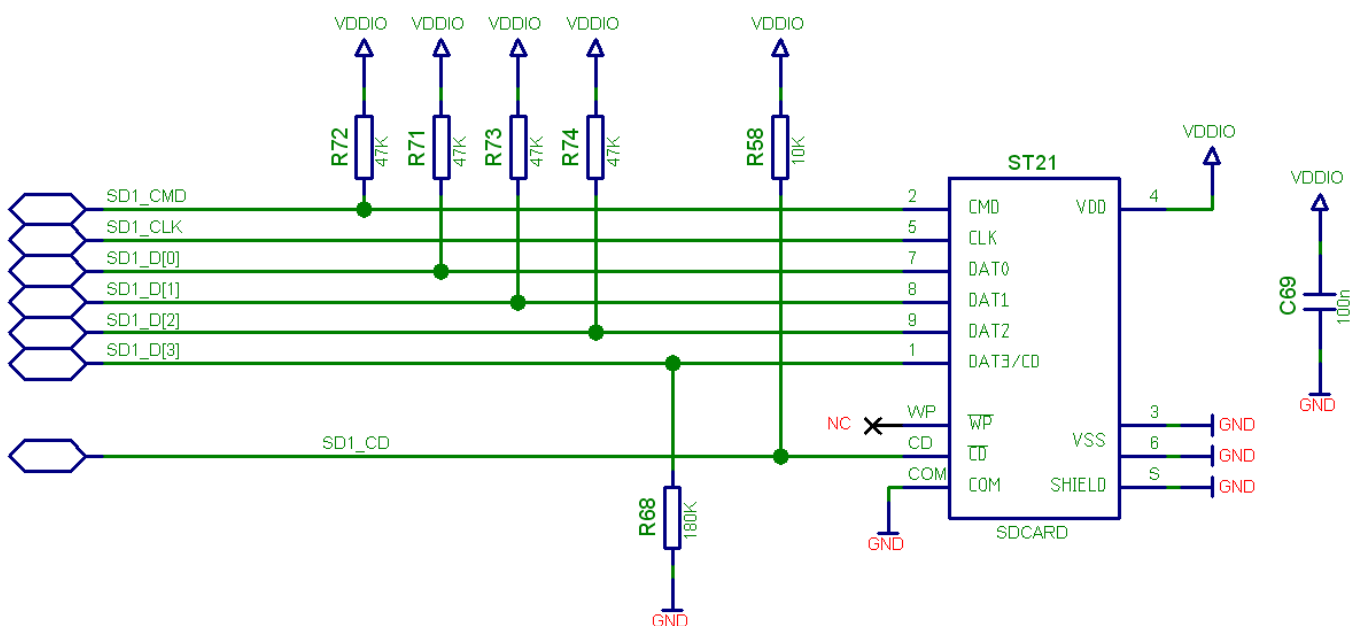 VDDIO VDDIO VDDIO VDDIO VDDIO
R72 47K R71 47K R73 47K R74 47K R58 10K
VDDIO
ST21
VDDIO
SD1_CMD 2 CMD VDD 4
SD1_CLK 5 CLK
SD1_D[0] 7 DAT0
SD1_D[1] 8 DAT1
C69 100n
SD1_D[2] 9 DAT2
SD1_D[3] 1 DAT3/CD
GND
NC WP WP 3 GND
SD1_CD CD CD VSS 6 GND
COM COM SHIELD S GND
R68 180K
SDCARD
GND
GND